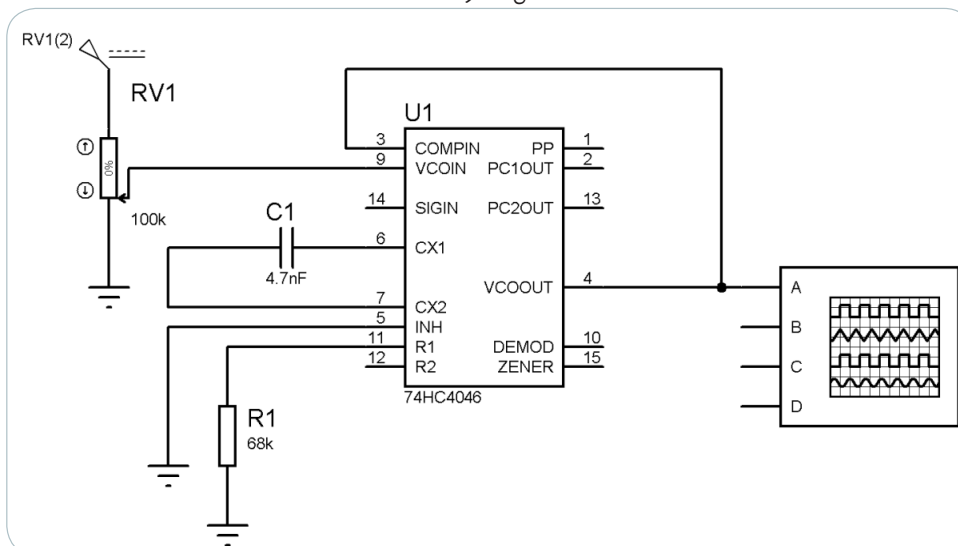 RV1(2)
RV1
0%
100k
U1
3 COMPIN
9 VCOIN
14 SIGIN
6 CX1
7 CX2
5 INH
11 R1
12 R2
PP 1
PC1OUT 2
PC2OUT 13
VCOOUT 4
DEMOD 10
ZENER 15
74HC4046
C1
4.7nF
R1
68k
A
B
C
D